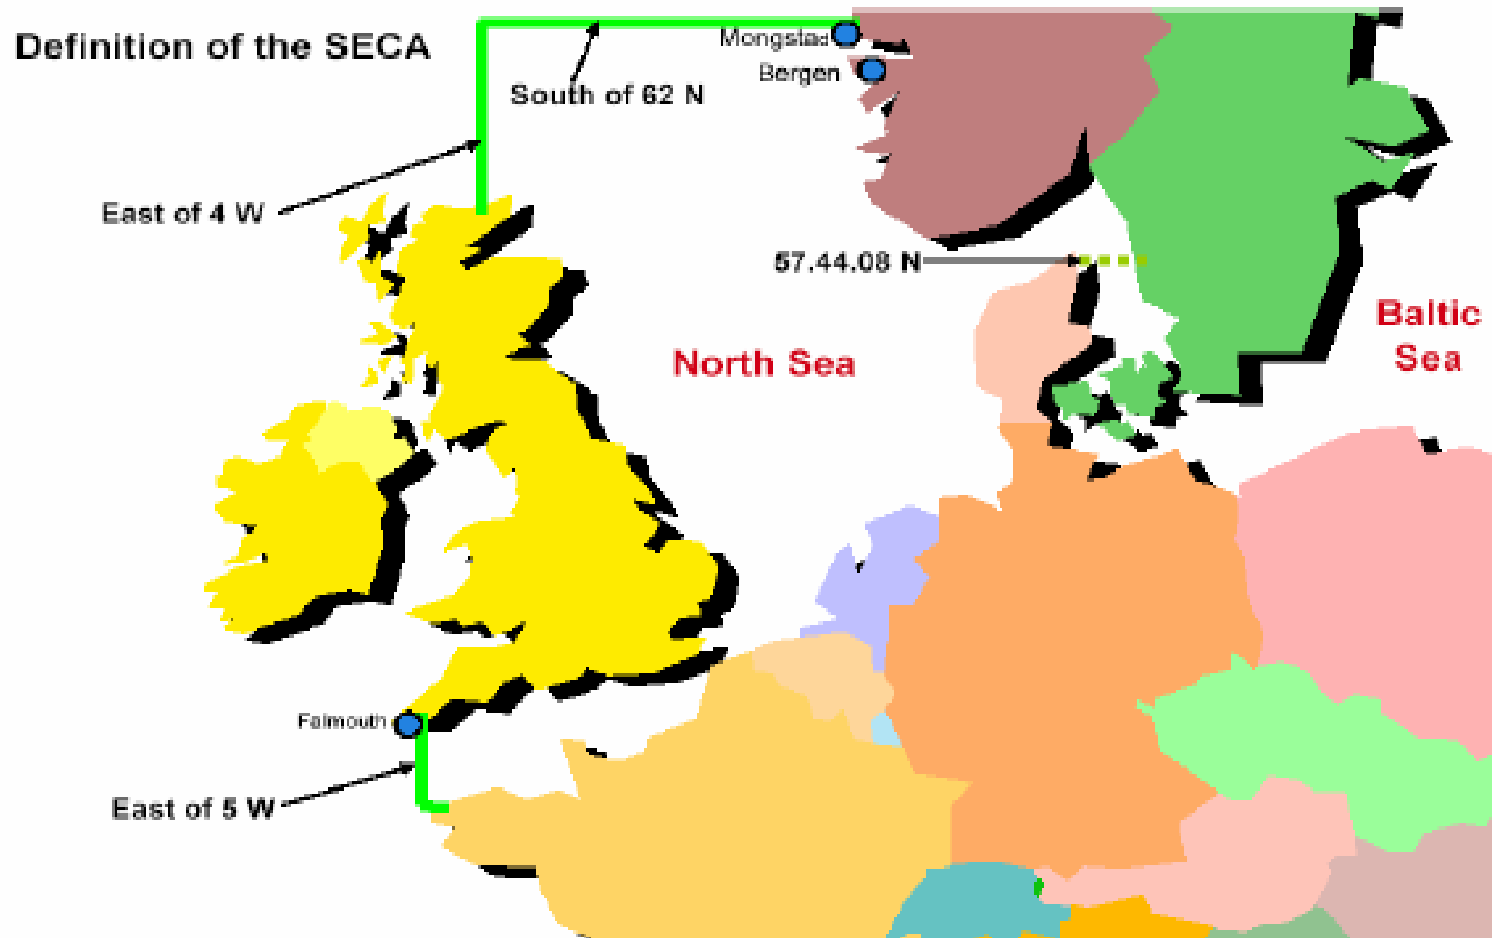 Definition of the SECA
Mongstad
Bergen
South of 62 N
East of 4 W
57.44.08 N
Baltic
Sea
North Sea
Falmouth
East of 5 W